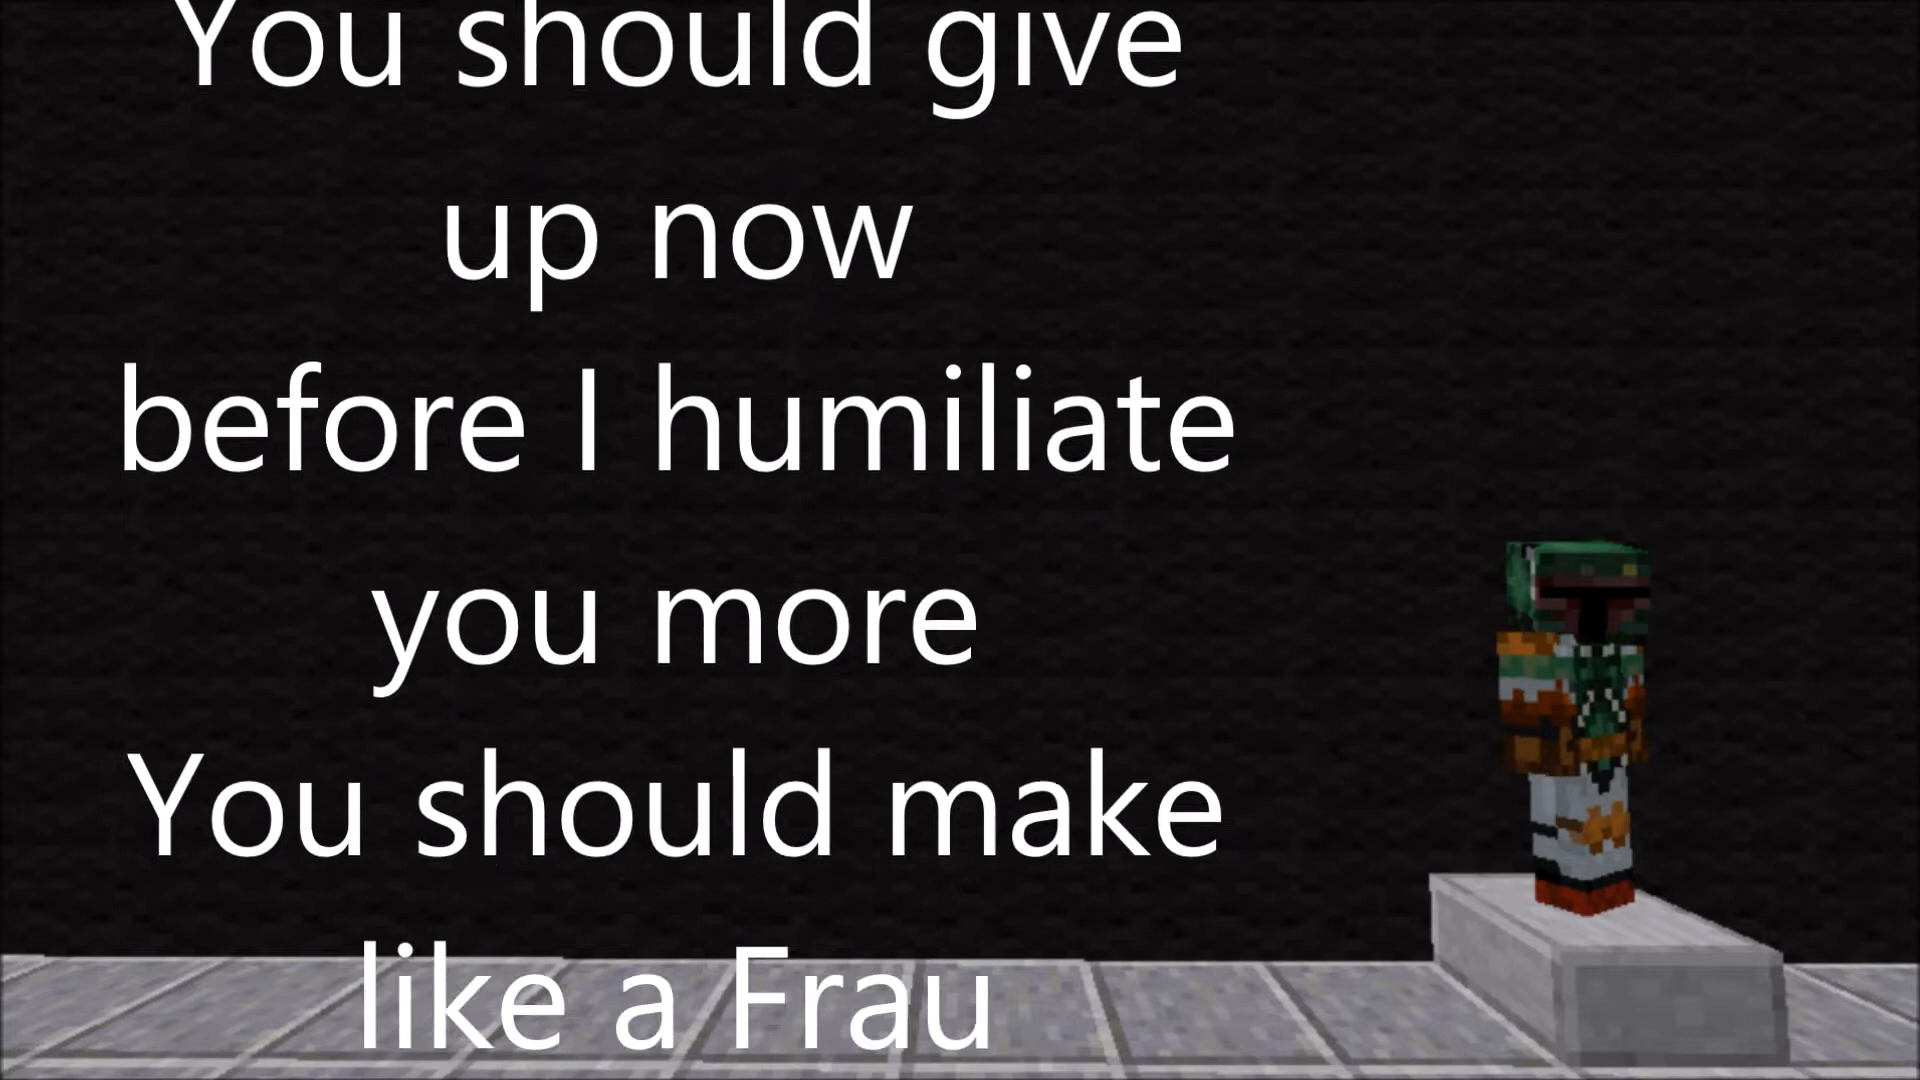 You should give
up now
before I humiliate
you more
You should make
like a Frau